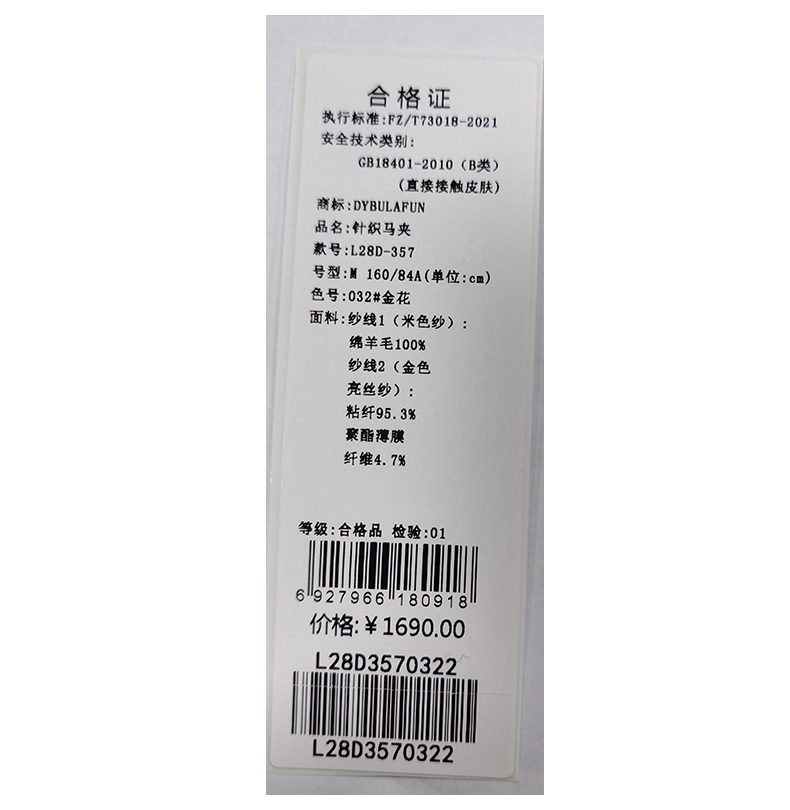 合格证
执行标准:FZ/T73018-2021
安全技术类别:
GB18401-2010（B类）
(直接接触皮肤)
商标:DYBULAFUN
品名:针织马夹
款号:L28D-357
号型:M 160/84A(单位:cm)
色号:032#金花
面料:纱线1（米色纱）:
绵羊毛100%
纱线2（金色
亮丝纱）:
粘纤95.3%
聚酯薄膜
纤维4.7%
等级:合格品 检验:01
6 927966 180918
价格:￥1690.00
L28D3570322
L28D3570322